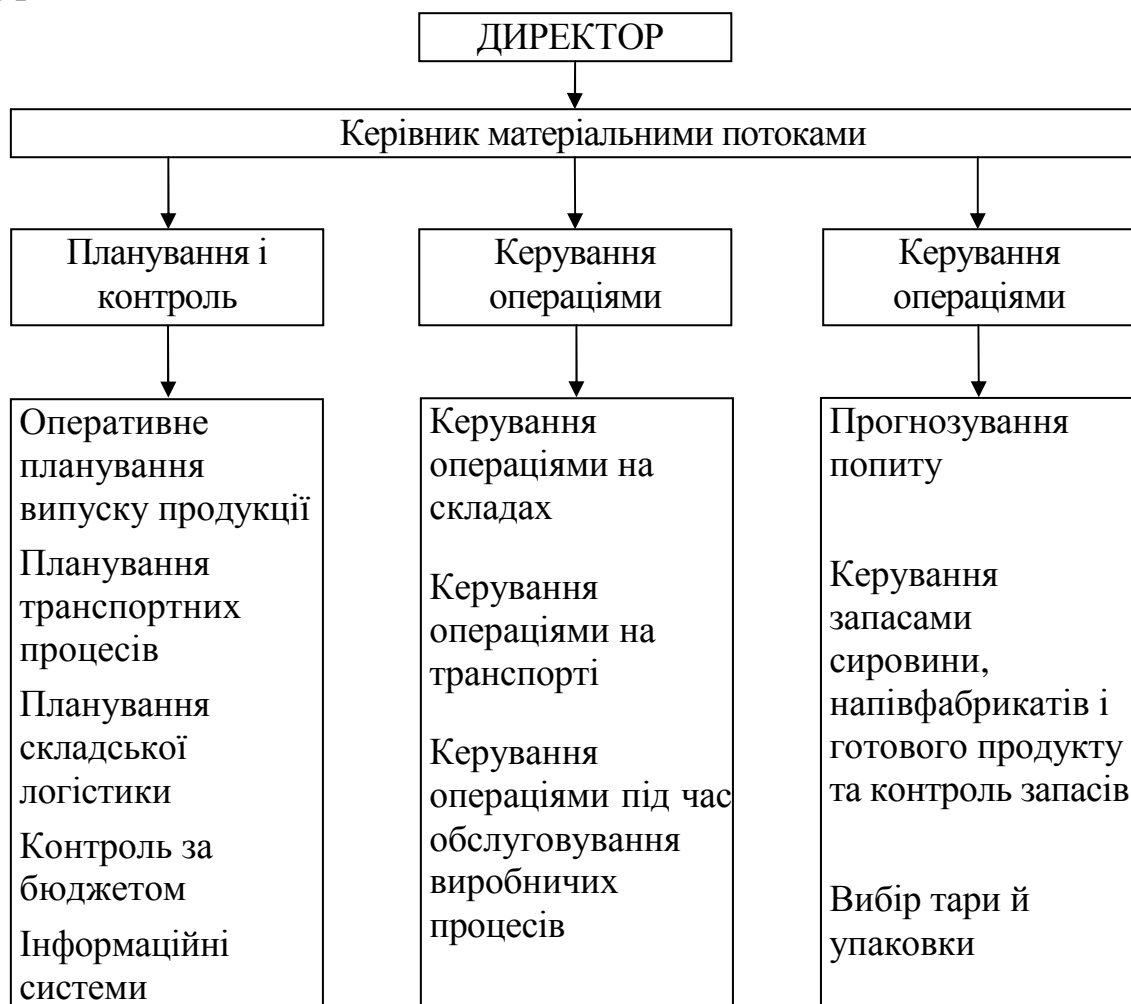 ДИРЕКТОР
Керівник матеріальними потоками
Планування і
контроль
Керування
операціями
Керування
операціями
Оперативне
планування
випуску продукції
Планування
транспортних
процесів
Планування
складської
логістики
Контроль за
бюджетом
Інформаційні
системи
Керування
операціями на
складах
Керування
операціями на
транспорті
Керування
операціями під час
обслуговування
виробничих
процесів
Прогнозування
попиту
Керування
запасами
сировини,
напівфабрикатів і
готового продукту
та контроль запасів
Вибір тари й
упаковки